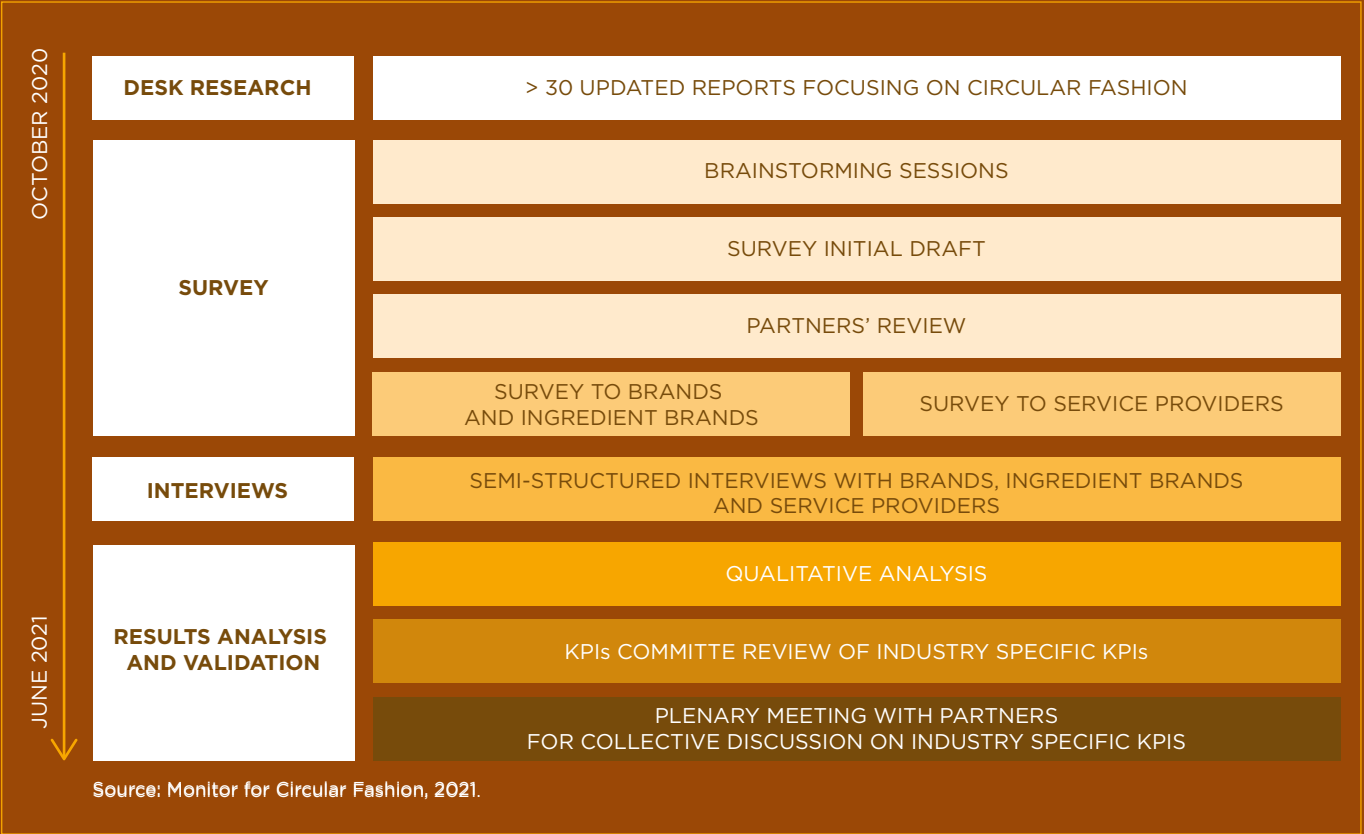 OCTOBER 2020
DESK RESEARCH
> 30 UPDATED REPORTS FOCUSING ON CIRCULAR FASHION
SURVEY
BRAINSTORMING SESSIONS
SURVEY INITIAL DRAFT
PARTNERS’ REVIEW
SURVEY TO BRANDS
AND INGREDIENT BRANDS
SURVEY TO SERVICE PROVIDERS
INTERVIEWS
SEMI-STRUCTURED INTERVIEWS WITH BRANDS, INGREDIENT BRANDS
AND SERVICE PROVIDERS
JUNE 2021
RESULTS ANALYSIS
AND VALIDATION
QUALITATIVE ANALYSIS
KPIs COMMITTE REVIEW OF INDUSTRY SPECIFIC KPIs
PLENARY MEETING WITH PARTNERS
FOR COLLECTIVE DISCUSSION ON INDUSTRY SPECIFIC KPIS
Source: Monitor for Circular Fashion, 2021.